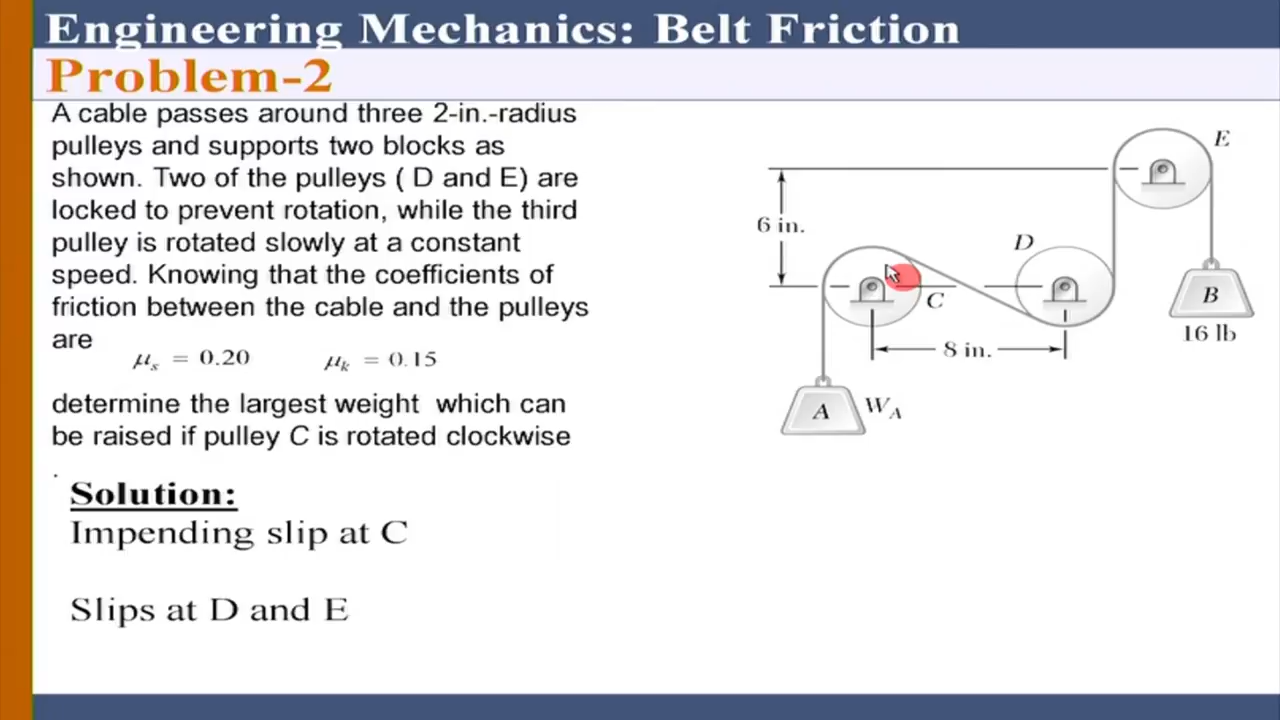 Engineering Mechanics: Belt Friction
Problem-2
A cable passes around three 2-in.-radius
pulleys and supports two blocks as
shown. Two of the pulleys ( D and E) are
locked to prevent rotation, while the third
pulley is rotated slowly at a constant
speed. Knowing that the coefficients of
friction between the cable and the pulleys
are
μs = 0.20 μk = 0.15
determine the largest weight which can
be raised if pulley C is rotated clockwise
.
Solution:
Impending slip at C
Slips at D and E
E
6 in.
D
C
B
16 lb
8 in.
A WA